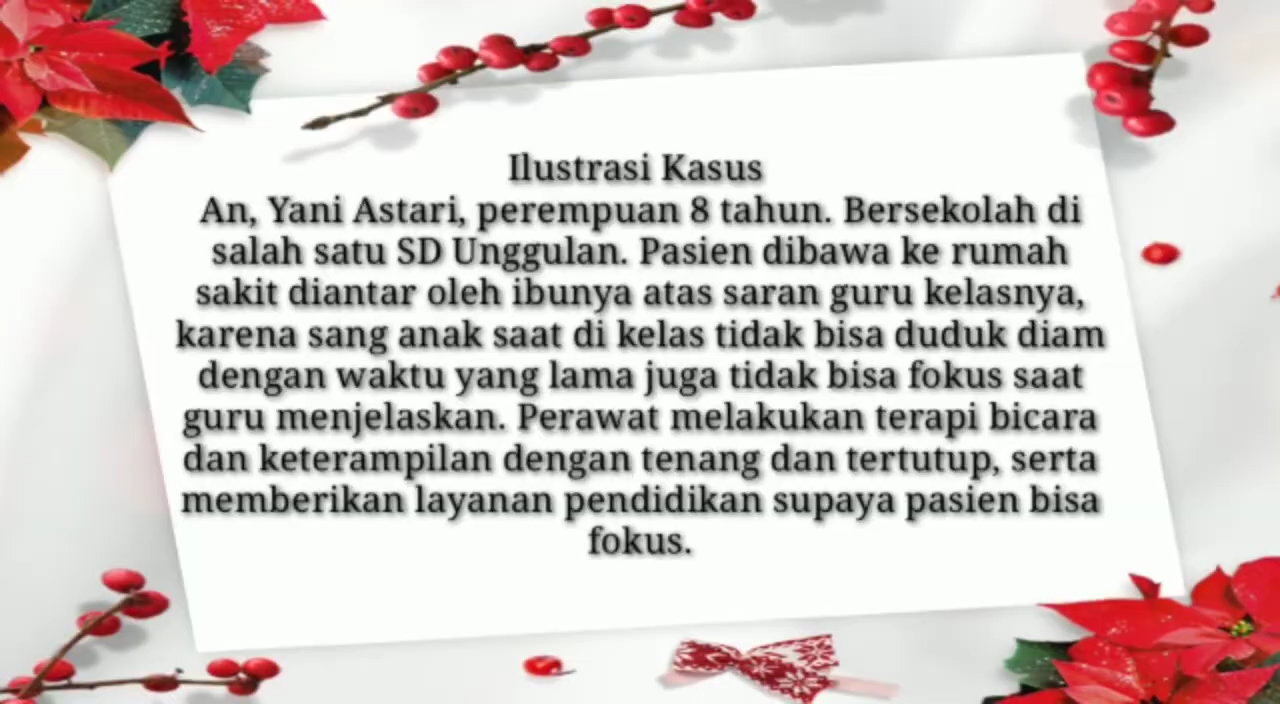 Ilustrasi Kasus
An, Yani Astari, perempuan 8 tahun. Bersekolah di
salah satu SD Unggulan. Pasien dibawa ke rumah
sakit diantar oleh ibunya atas saran guru kelasnya,
karena sang anak saat di kelas tidak bisa duduk diam
dengan waktu yang lama juga tidak bisa fokus saat
guru menjelaskan. Perawat melakukan terapi bicara
dan keterampilan dengan tenang dan tertutup, serta
memberikan layanan pendidikan supaya pasien bisa
fokus.